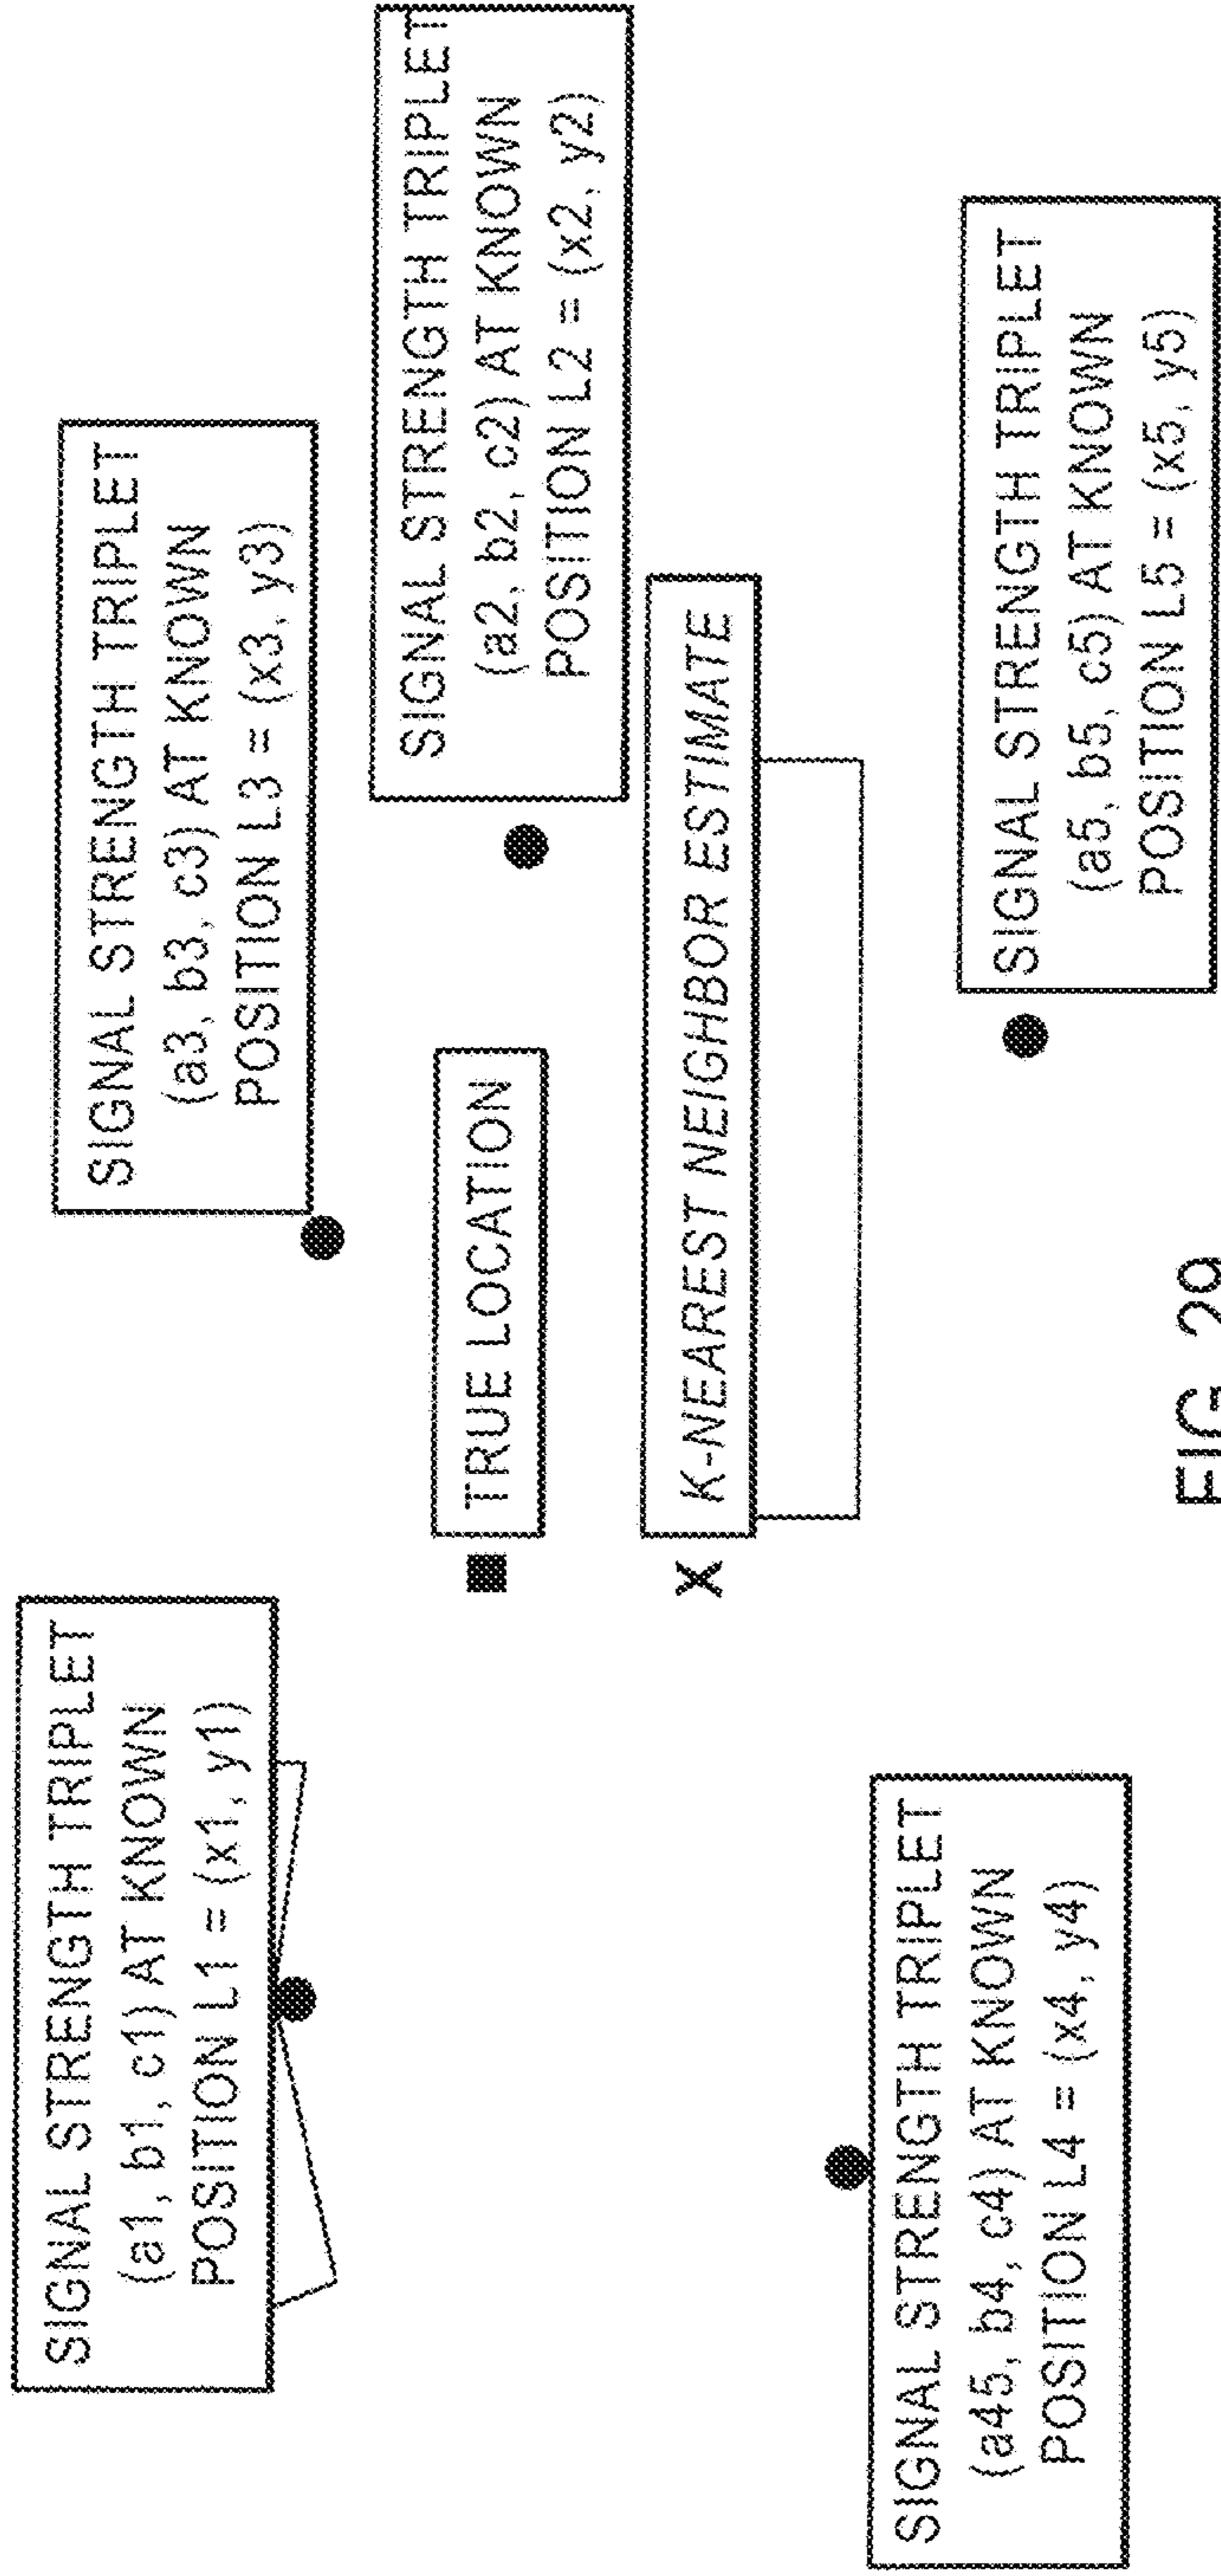 SIGNAL STRENGTH TRIPLET
(a1, b1, c1) AT KNOWN
POSITION L1 = (x1, y1)
SIGNAL STRENGTH TRIPLET
(a3, b3, c3) AT KNOWN
POSITION L3 = (x3, y3)
SIGNAL STRENGTH TRIPLET
(a2, b2, c2) AT KNOWN
POSITION L2 = (x2, y2)
TRUE LOCATION
X K-NEAREST NEIGHBOR ESTIMATE
SIGNAL STRENGTH TRIPLET
(a45, b4, c4) AT KNOWN
POSITION L4 = (x4, y4)
SIGNAL STRENGTH TRIPLET
(a5, b5, c5) AT KNOWN
POSITION L5 = (x5, y5)
FIG 29